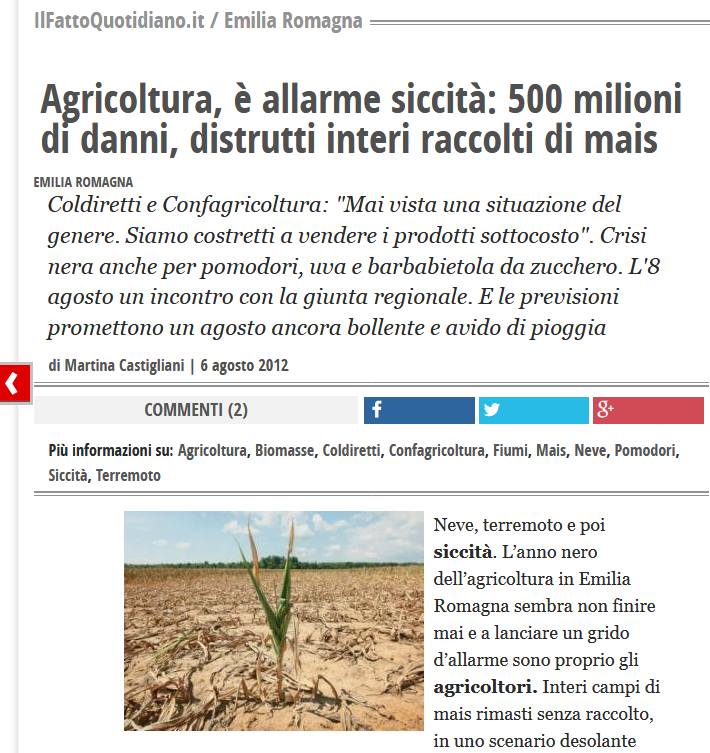 IlFattoQuotidiano.it / Emilia Romagna
Agricoltura, è allarme siccità: 500 milioni
di danni, distrutti interi raccolti di mais
EMILIA ROMAGNA
Coldiretti e Confagricoltura: "Mai vista una situazione del
genere. Siamo costretti a vendere i prodotti sottocosto". Crisi
nera anche per pomodori, uva e barbabietola da zucchero. L'8
agosto un incontro con la giunta regionale. E le previsioni
promettono un agosto ancora bollente e avido di pioggia
di Martina Castigliani | 6 agosto 2012
COMMENTI (2)
Più informazioni su: Agricoltura, Biomasse, Coldiretti, Confagricoltura, Fiumi, Mais, Neve, Pomodori,
Siccità, Terremoto
Neve, terremoto e poi
siccità. L’anno nero
dell’agricoltura in Emilia
Romagna sembra non finire
mai e a lanciare un grido
d’allarme sono proprio gli
agricoltori. Interi campi di
mais rimasti senza raccolto,
in uno scenario desolante